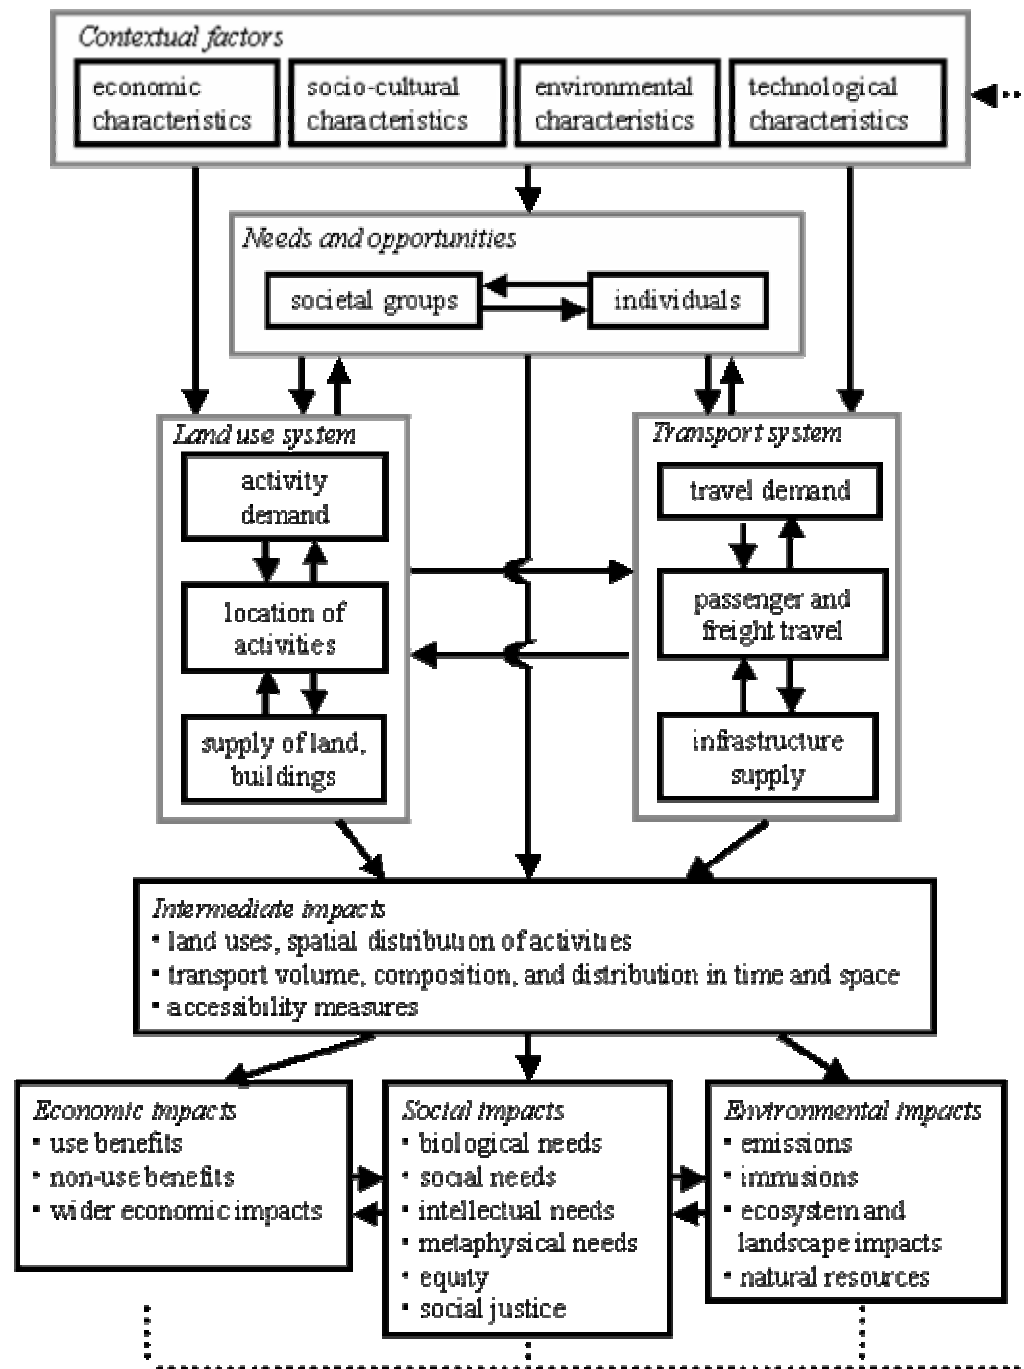 Contextual factors
economic
characteristics
socio-cultural
characteristics
environmental
characteristics
technological
characteristics
Needs and opportunities
societal groups
individuals
Land use system
activity
demand
location of
activities
supply of land,
buildings
Transport system
travel demand
passenger and
freight travel
infrastructure
supply
Intermediate impacts
▪ land uses, spatial distribution of activities
▪ transport volume, composition, and distribution in time and space
▪ accessibility measures
Economic impacts
▪ use benefits
▪ non-use benefits
▪ wider economic impacts
Social impacts
▪ biological needs
▪ social needs
▪ intellectual needs
▪ metaphysical needs
▪ equity
▪ social justice
Environmental impacts
▪ emissions
▪ immisions
▪ ecosystem and
landscape impacts
▪ natural resources